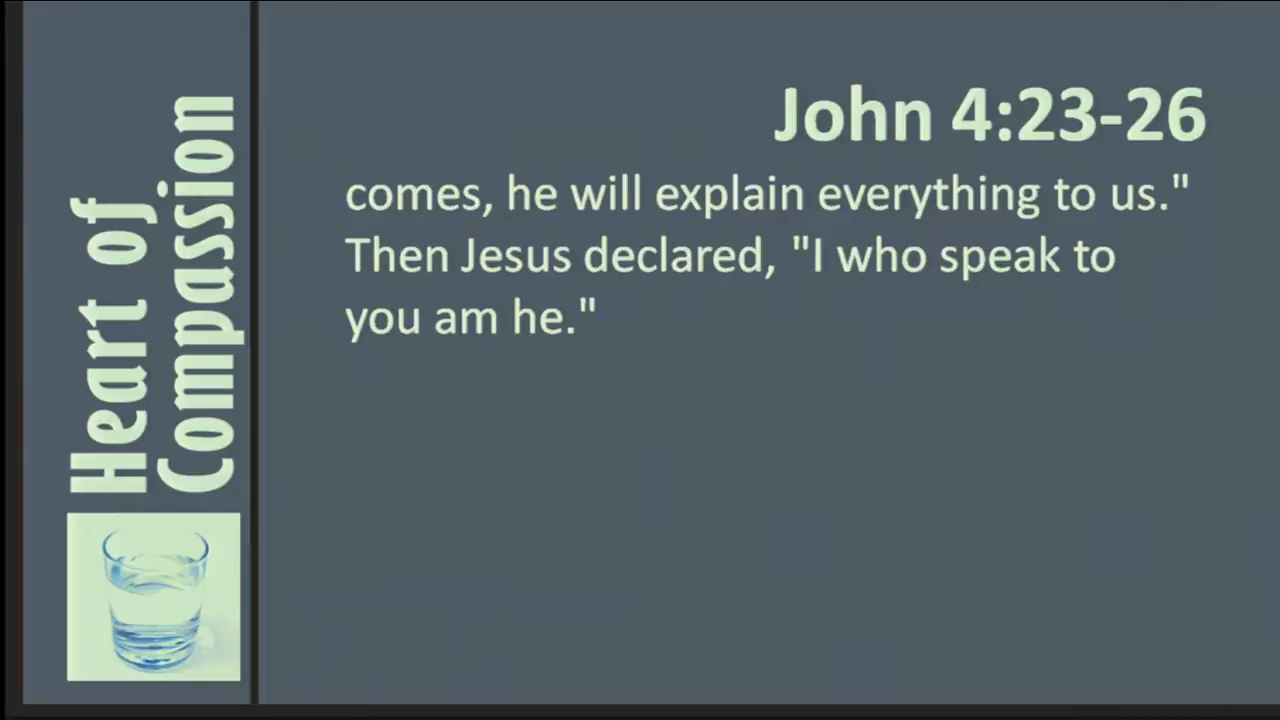 Heart of
Compassion
John 4:23-26
comes, he will explain everything to us."
Then Jesus declared, "I who speak to
you am he."